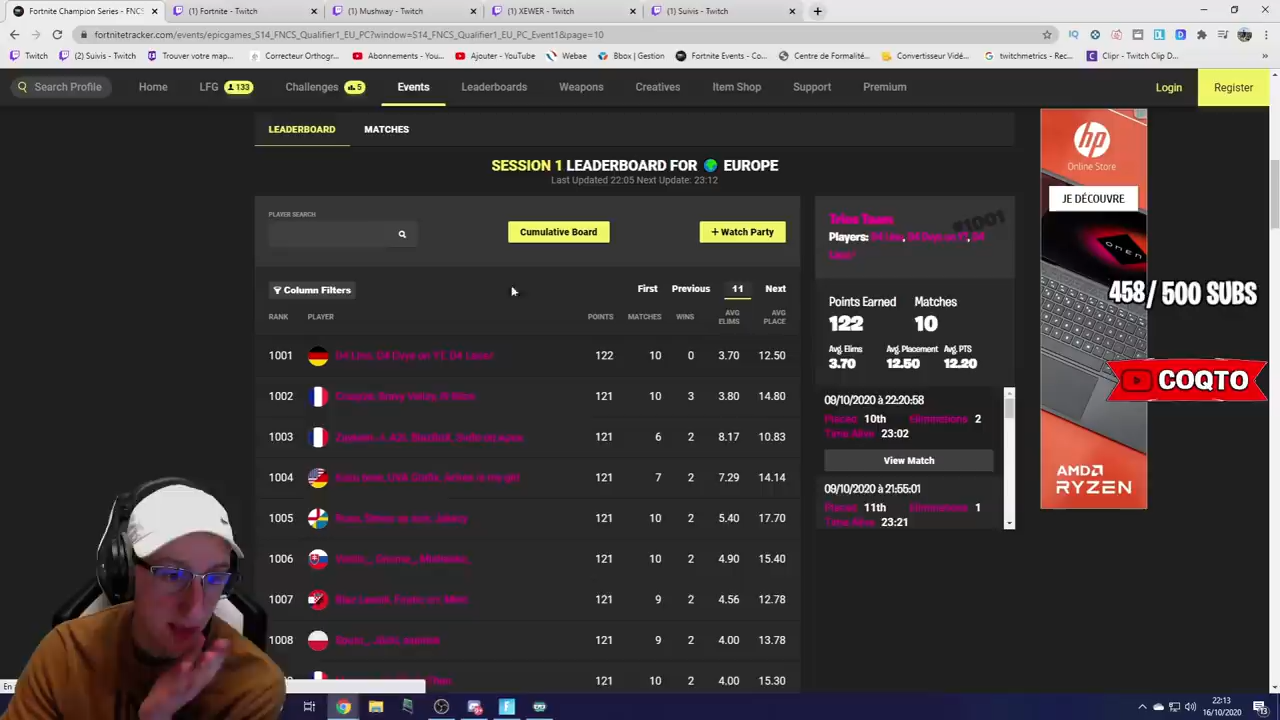 Fortnite Champion Series - FNCS
(1) Fortnite - Twitch
(1) Mushway - Twitch
(1) XEWER - Twitch
(1) Suivis - Twitch
fortnitetracker.com/events/epicgames_S14_FNCS_Qualifier1_EU_PC?window=S14_FNCS_Qualifier1_EU_PC_Event1&page=10
Twitch
(2) Suivis - Twitch
Trouver votre map...
Correcteur Orthogr...
Abonnements - You...
Ajouter - YouTube
Webex
Bbox | Gestion
Fortnite Events - Co...
Centre de Formalité...
Convertisseur Vidé...
twitchmetrics - Rec...
Clipr - Twitch Clip D...
Search Profile
Home
LFG 133
Challenges 5
Events
Leaderboards
Weapons
Creatives
Item Shop
Support
Premium
Login
Register
LEADERBOARD
MATCHES
SESSION 1 LEADERBOARD FOR EUROPE
Last Updated 22:05 Next Update: 23:12
PLAYER SEARCH
Cumulative Board
+ Watch Party
Column Filters
First Previous 11 Next
RANK PLAYER POINTS MATCHES WINS AVG ELIMS AVG PLACE
1001 122 10 0 3.70 12.50
1002 121 10 3 3.80 14.80
1003 121 6 2 8.17 10.83
1004 121 7 2 7.29 14.14
1005 121 10 2 5.40 17.70
1006 121 10 2 4.90 15.40
1007 121 9 2 4.56 12.78
1008 121 9 2 4.00 13.78
121 10 2 4.00 15.30
Trios Team
#1001
Players:
Points Earned
122
Matches
10
Avg. Elims
3.70
Avg. Placement
12.50
Avg. PTS
12.20
09/10/2020 à 22:20:58
Placed 10th Eliminations 2
Time Alive 23:02
View Match
09/10/2020 à 21:55:01
Placed 11th Eliminations 1
Time Alive 23:21
hp
Online Store
JE DÉCOUVRE
OMEN
AMD
RYZEN
458/ 500 SUBS
COQTO
En
22:13
16/10/2020